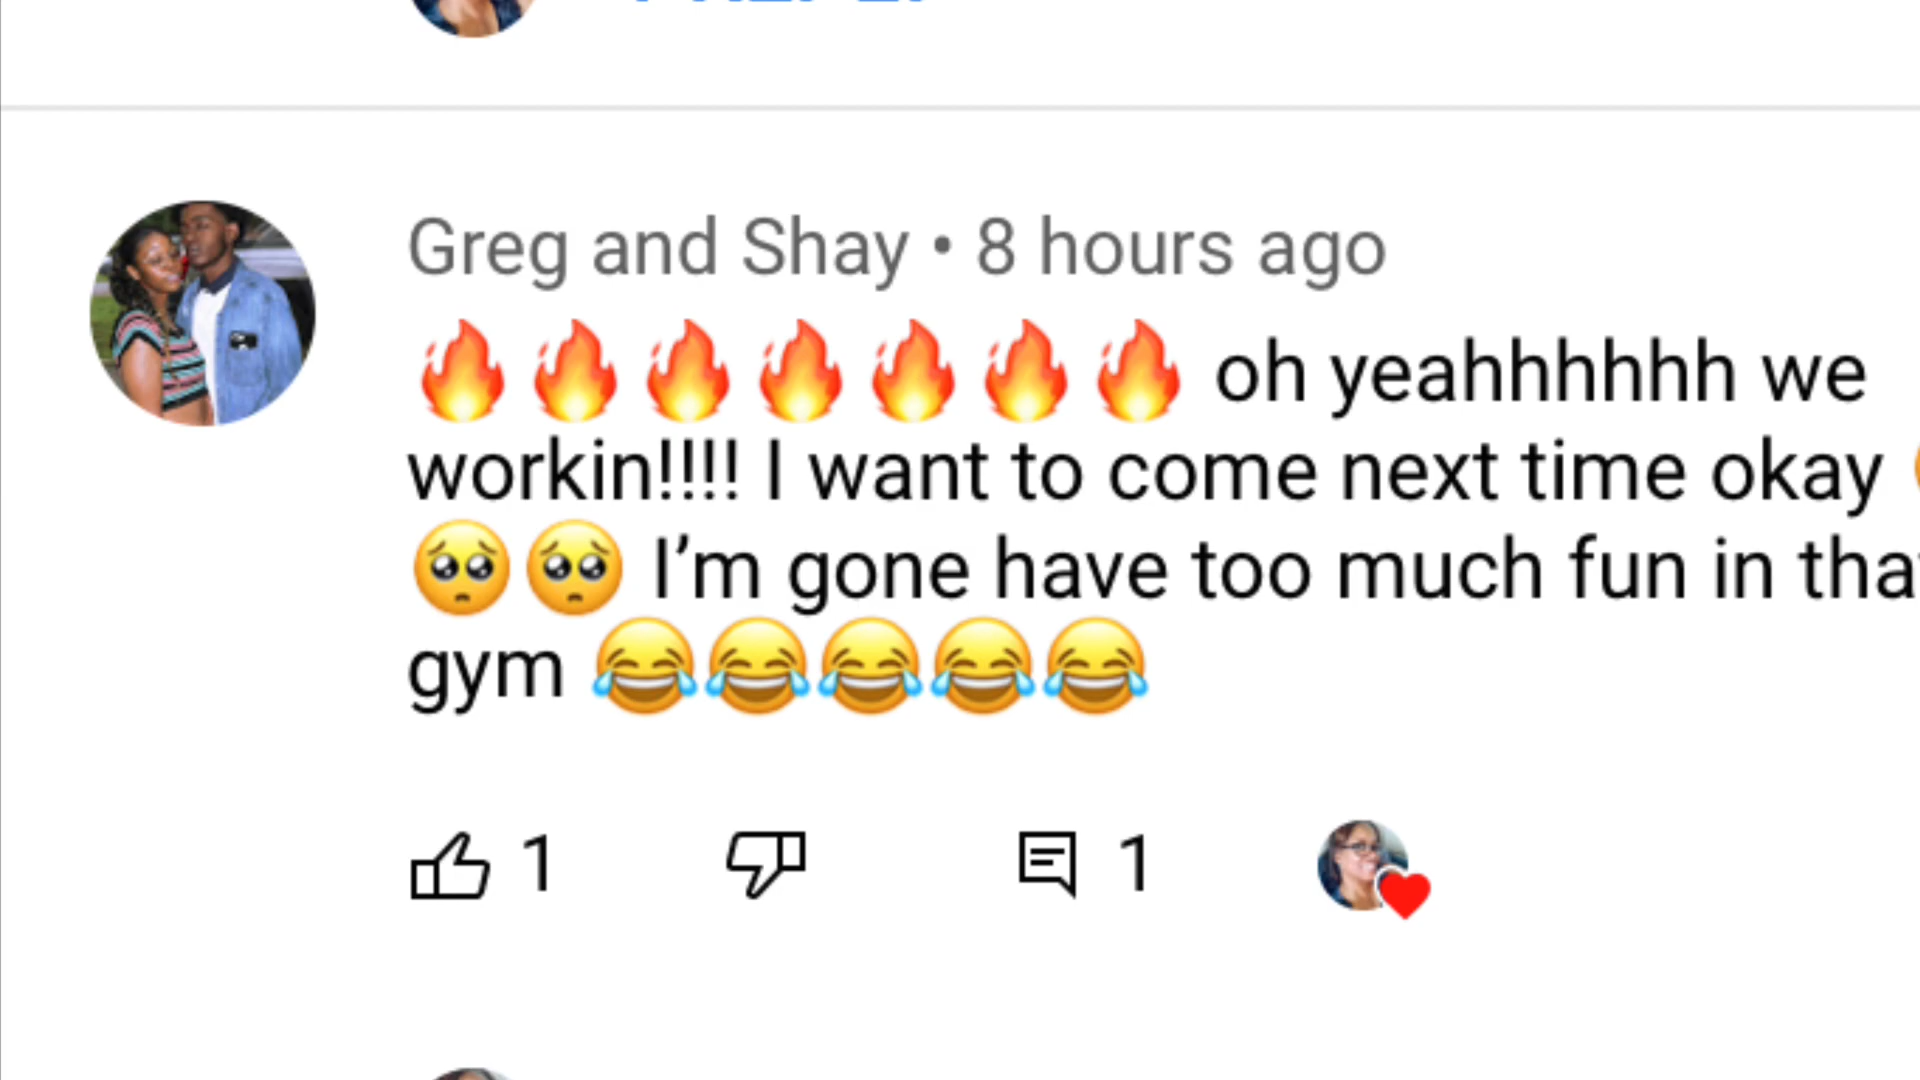 Greg and Shay • 8 hours ago
🔥🔥🔥🔥🔥🔥🔥 oh yeahhhhhh we
workin!!!! I want to come next time okay
🥺🥺 I’m gone have too much fun in
gym 😂😂😂😂😂
1 1